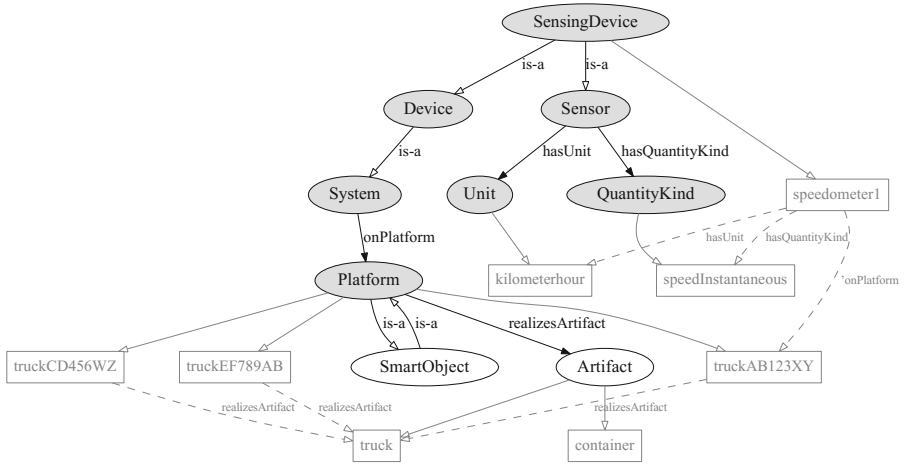 SensingDevice
is-a
is-a
Device
Sensor
is-a
hasUnit
hasQuantityKind
System
Unit
QuantityKind
speedometer1
onPlatform
hasUnit
hasQuantityKind
Platform
kilometerhour
speedInstantaneous
onPlatform
is-a
is-a
realizesArtifact
truckCD456WZ
truckEF789AB
SmartObject
Artifact
truckAB123XY
realizesArtifact
realizesArtifact
realizesArtifact
truck
container